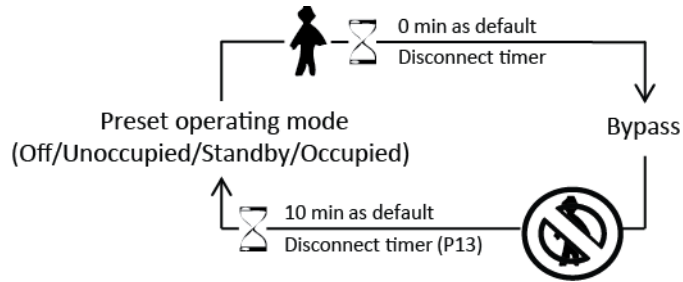 0 min as default
Disconnect timer
Preset operating mode
(Off/Unoccupied/Standby/Occupied)
Bypass
10 min as default
Disconnect timer (P13)